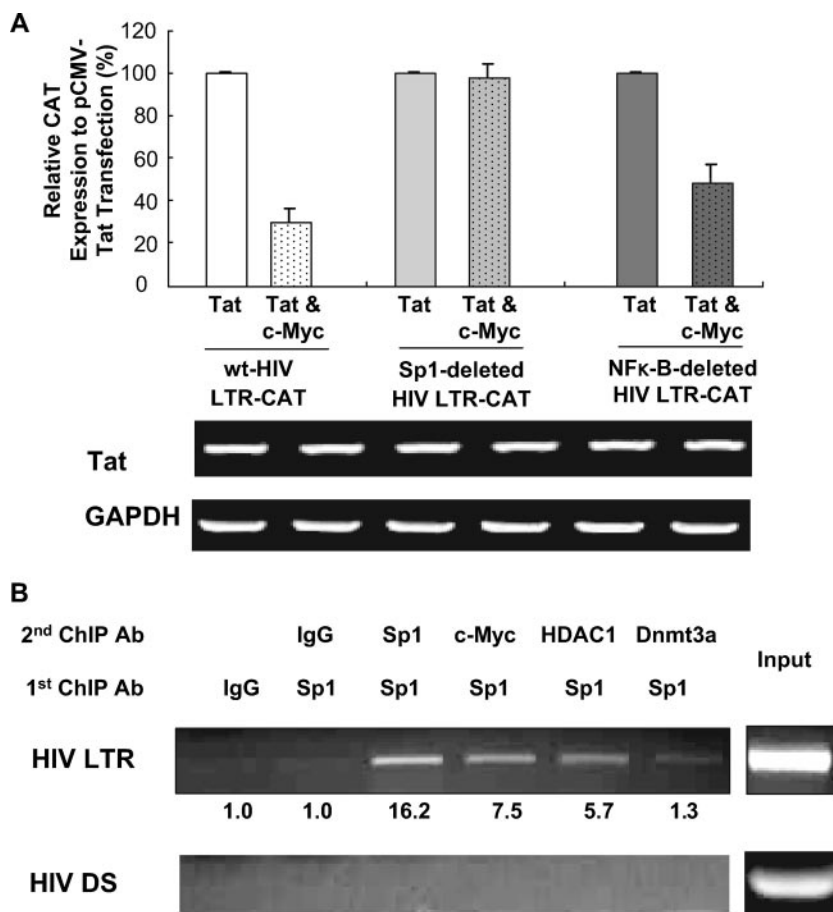 A
Relative CAT
Expression to pCMV-
Tat Transfection (%)
120
100
80
60
40
20
0
Tat Tat & Tat Tat & Tat Tat &
c-Myc c-Myc c-Myc
wt-HIV Sp1-deleted NFκ-B-deleted
LTR-CAT HIV LTR-CAT HIV LTR-CAT
Tat
GAPDH
B
2nd ChIP Ab IgG Sp1 c-Myc HDAC1 Dnmt3a
Input
1st ChIP Ab IgG Sp1 Sp1 Sp1 Sp1 Sp1
HIV LTR
1.0 1.0 16.2 7.5 5.7 1.3
HIV DS